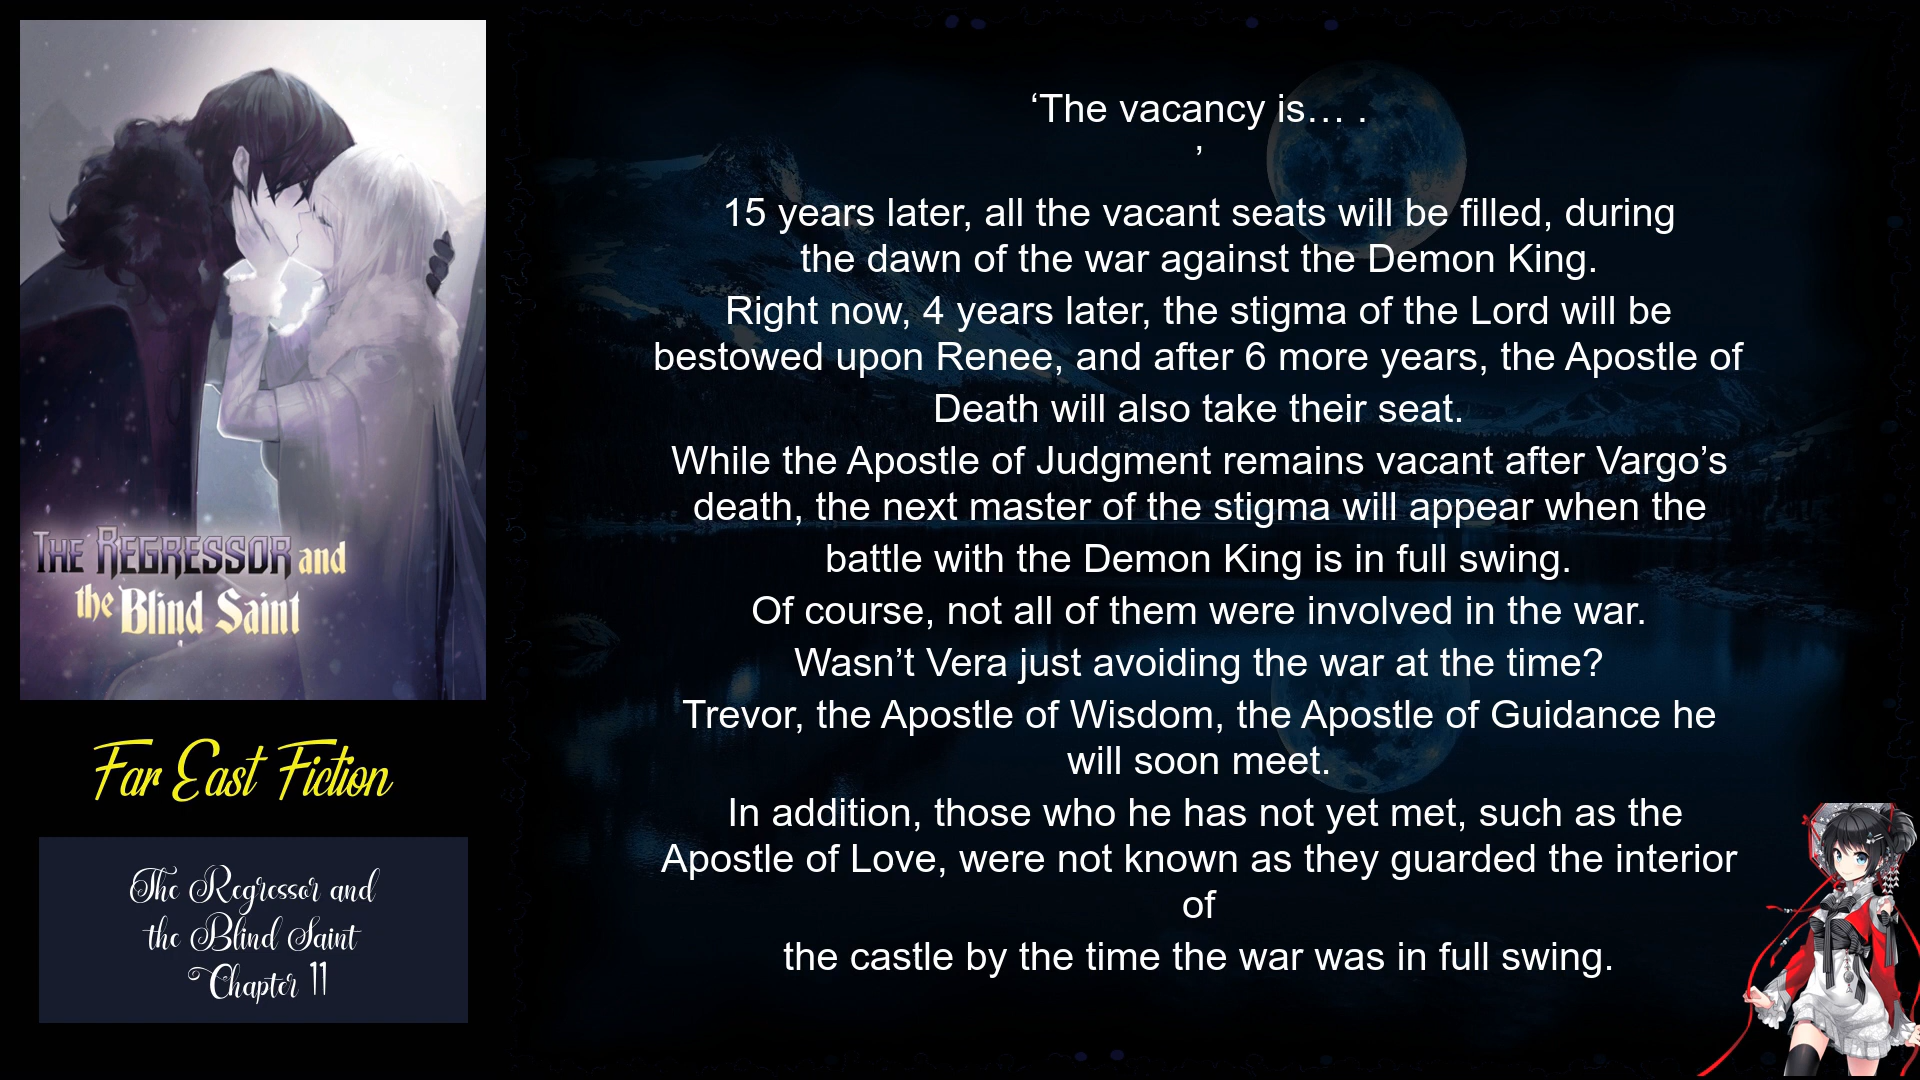 THE REGRESSOR and
the Blind Saint
Far East Fiction
The Regressor and
the Blind Saint
Chapter 11
‘The vacancy is… .
’
15 years later, all the vacant seats will be filled, during
the dawn of the war against the Demon King.
Right now, 4 years later, the stigma of the Lord will be
bestowed upon Renee, and after 6 more years, the Apostle of
Death will also take their seat.
While the Apostle of Judgment remains vacant after Vargo’s
death, the next master of the stigma will appear when the
battle with the Demon King is in full swing.
Of course, not all of them were involved in the war.
Wasn’t Vera just avoiding the war at the time?
Trevor, the Apostle of Wisdom, the Apostle of Guidance he
will soon meet.
In addition, those who he has not yet met, such as the
Apostle of Love, were not known as they guarded the interior
of
the castle by the time the war was in full swing.